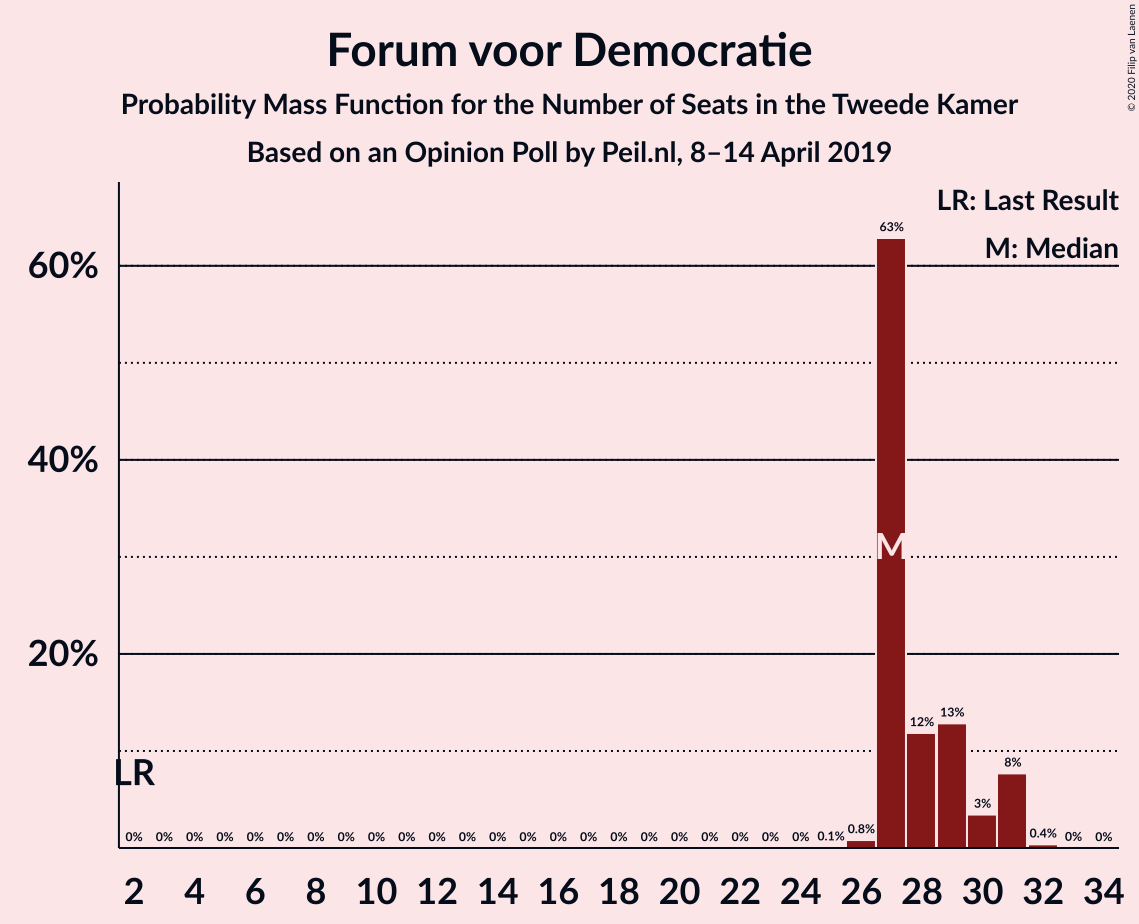 Forum voor Democratie
Probability Mass Function for the Number of Seats in the Tweede Kamer
Based on an Opinion Poll by Peil.nl, 8–14 April 2019
© 2020 Filip van Laenen
LR: Last Result
M: Median
63%
60%
40%
M
20%
13%
12%
LR
8%
3%
0% 0% 0% 0% 0% 0% 0% 0% 0% 0% 0% 0% 0% 0% 0% 0% 0% 0% 0% 0% 0% 0% 0% 0.1% 0.8% 0.4% 0% 0%
2 4 6 8 10 12 14 16 18 20 22 24 26 28 30 32 34